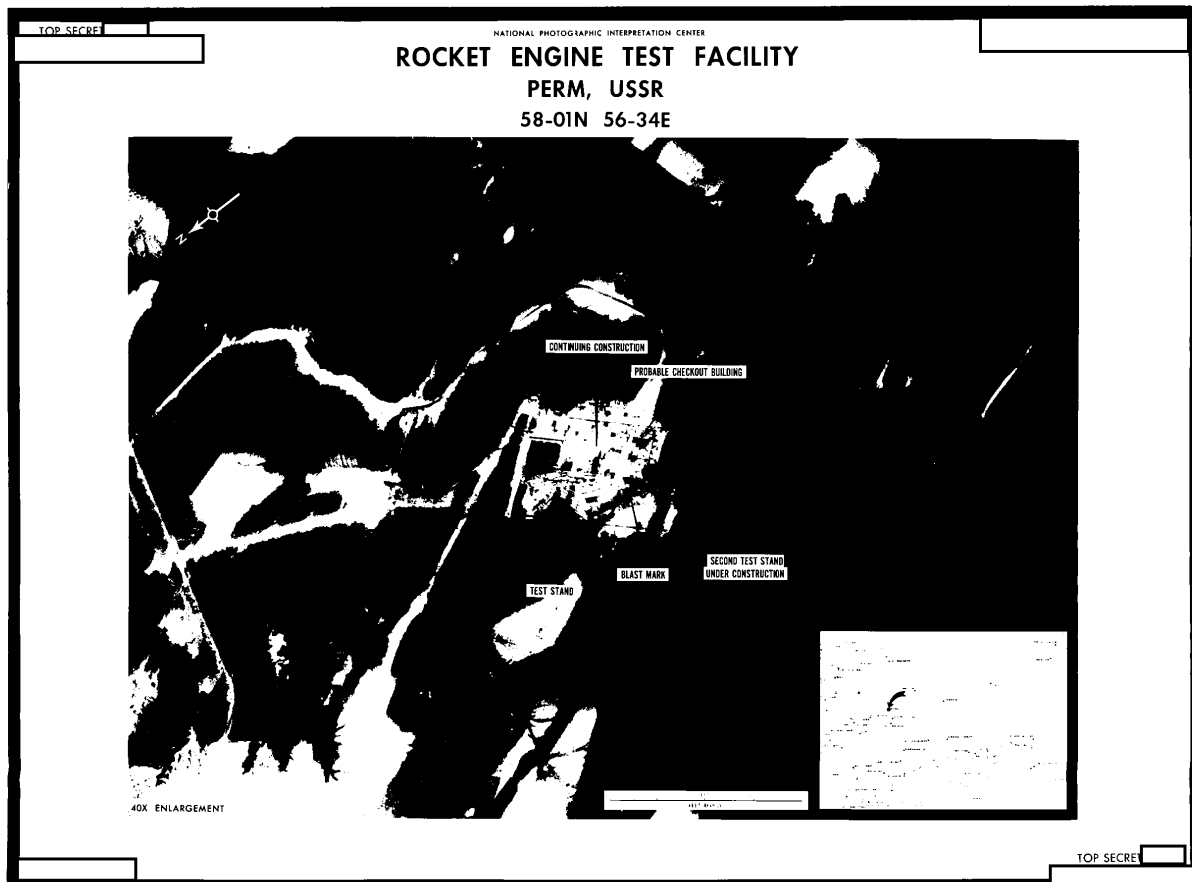 TOP SECRET
NATIONAL PHOTOGRAPHIC INTERPRETATION CENTER
ROCKET ENGINE TEST FACILITY
PERM, USSR
58-01N 56-34E
N
CONTINUING CONSTRUCTION
PROBABLE CHECKOUT BUILDING
SECOND TEST STAND
UNDER CONSTRUCTION
BLAST MARK
TEST STAND
40X ENLARGEMENT
TOP SECRET